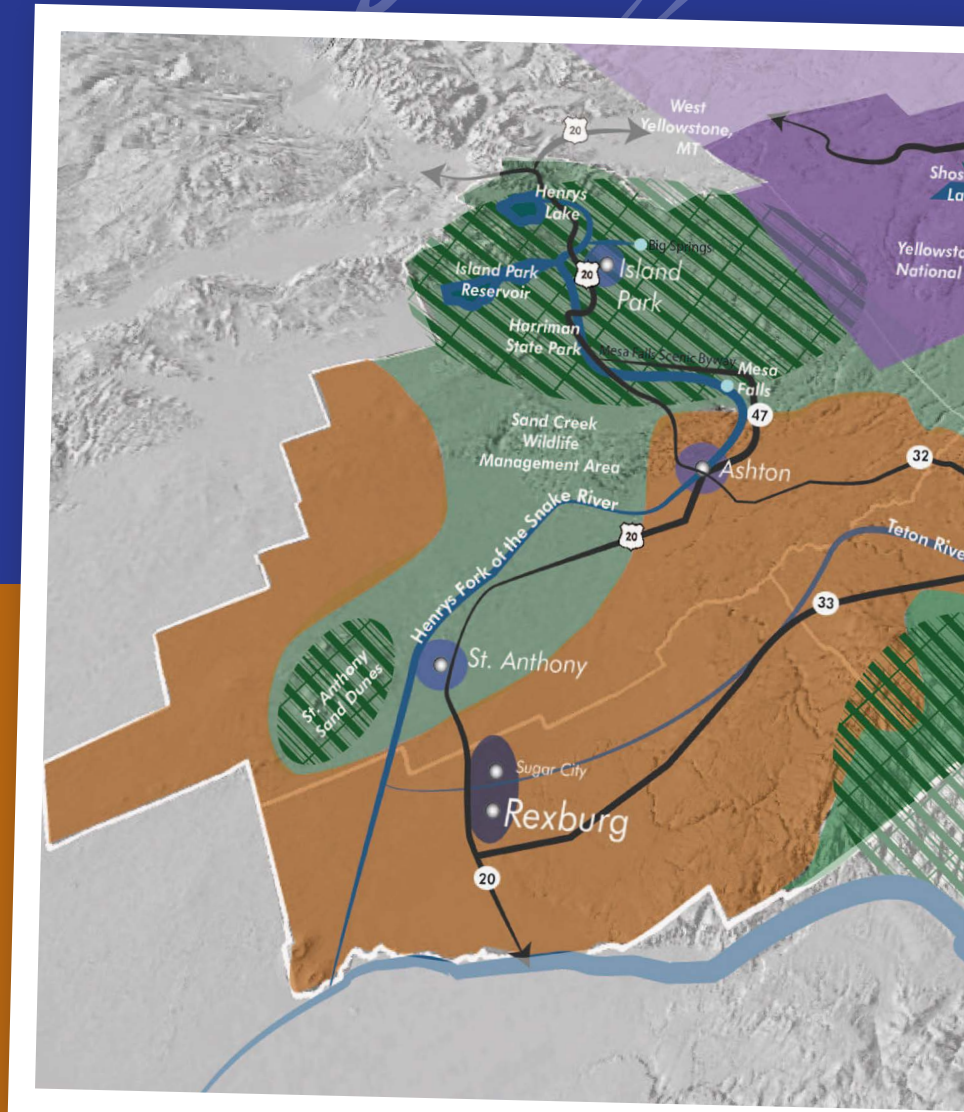 20
West
Yellowstone,
MT
Henrys
Lake
Big Springs
Island Park
Reservoir
20
Island
Park
Yellowsto
National
Shos
La
Harriman
State Park
Mesa Falls Scenic Byway
Mesa
Falls
47
Sand Creek
Wildlife
Management Area
Ashton
32
Henrys Fork of the Snake River
20
Teton Rive
33
St. Anthony
St. Anthony
Sand Dunes
Sugar City
Rexburg
20